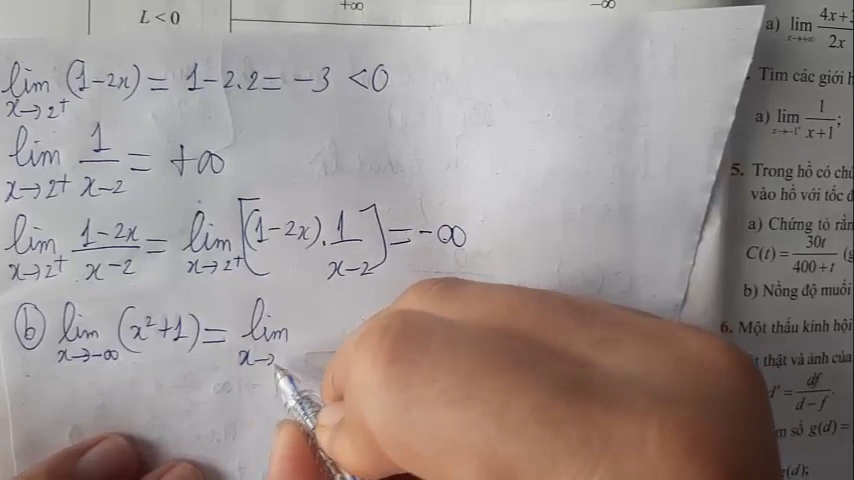 L < 0
+∞
−∞
lim (1−2x) = 1−2.2 = −3 < 0
x→2⁺
lim 1/(x−2) = +∞
x→2⁺
lim (1−2x)/(x−2) = lim [(1−2x).1/(x−2)] = −∞
x→2⁺ x→2⁺
b) lim (x²+1) = lim
x→−∞ x→
a) lim 4x+
x→+∞ 2x
Tìm các giới
a) lim 1/(x+1);
5. Trong hồ có
vào hồ với tốc
a) Chứng tỏ
C(t) = 30t/(400+t)
b) Nồng độ muối
6. Một thấu kính hội
thật và ảnh của
d' = df/(d−f).
số g(d) =
(d);